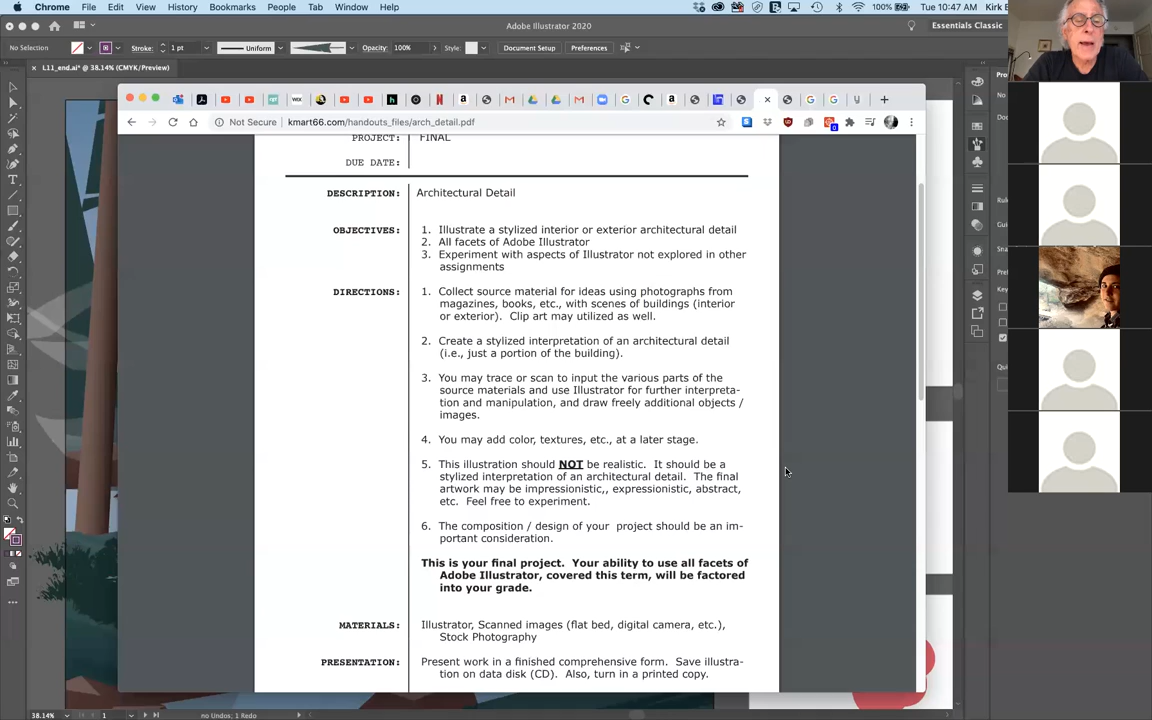 Chrome File Edit View History Bookmarks People Tab Window Help 100% Tue 10:47 AM Kirk B
Adobe Illustrator 2020 Essentials Classic
No Selection Stroke: 1 pt Uniform Opacity: 100% Style: Document Setup Preferences
× L11_end.ai* @ 38.14% (CMYK/Preview)
Not Secure kmart66.com/handouts_files/arch_detail.pdf
PROJECT: FINAL
DUE DATE:
DESCRIPTION: Architectural Detail
OBJECTIVES: 1. Illustrate a stylized interior or exterior architectural detail
2. All facets of Adobe Illustrator
3. Experiment with aspects of Illustrator not explored in other
assignments
DIRECTIONS: 1. Collect source material for ideas using photographs from
magazines, books, etc., with scenes of buildings (interior
or exterior). Clip art may utilized as well.
2. Create a stylized interpretation of an architectural detail
(i.e., just a portion of the building).
3. You may trace or scan to input the various parts of the
source materials and use Illustrator for further interpreta-
tion and manipulation, and draw freely additional objects /
images.
4. You may add color, textures, etc., at a later stage.
5. This illustration should NOT be realistic. It should be a
stylized interpretation of an architectural detail. The final
artwork may be impressionistic,, expressionistic, abstract,
etc. Feel free to experiment.
6. The composition / design of your project should be an im-
portant consideration.
This is your final project. Your ability to use all facets of
Adobe Illustrator, covered this term, will be factored
into your grade.
MATERIALS: Illustrator, Scanned images (flat bed, digital camera, etc.),
Stock Photography
PRESENTATION: Present work in a finished comprehensive form. Save illustra-
tion on data disk (CD). Also, turn in a printed copy.
38.14% 1 no Undos: 1 Redo